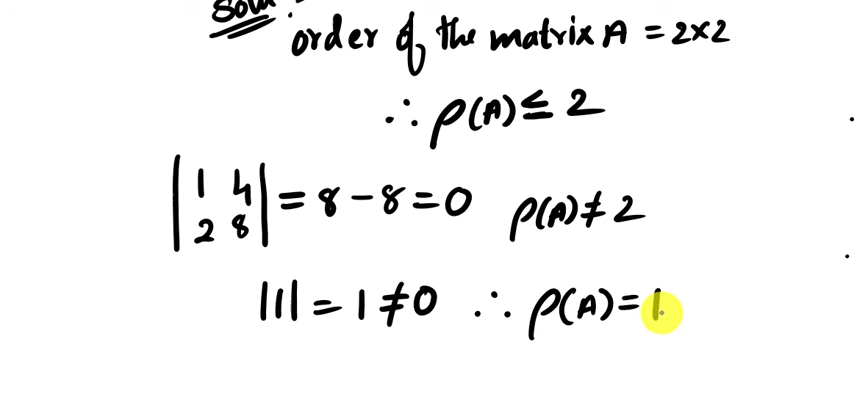 Soln :
order of the matrix A = 2×2
∴ ρ(A) ≤ 2
| 1 4 |
| 2 8 | = 8 - 8 = 0 ρ(A) ≠ 2
|1| = 1 ≠ 0 ∴ ρ(A) = 1